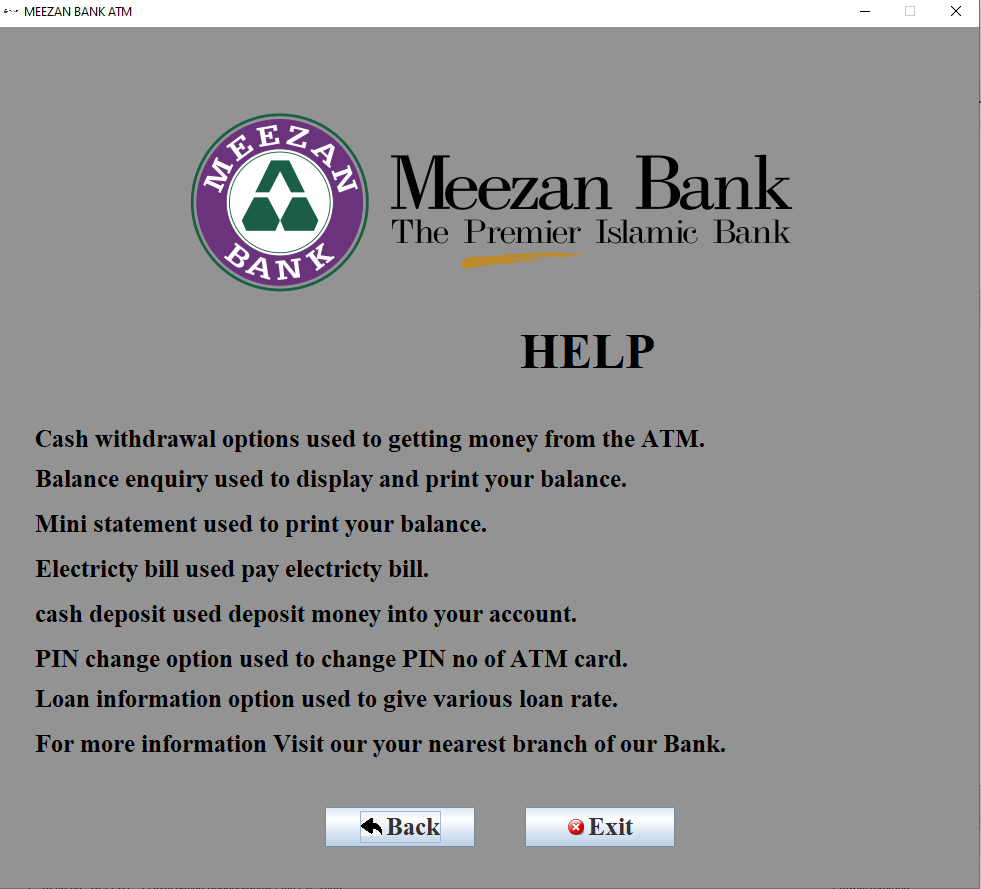 MEEZAN BANK ATM
MEEZAN
BANK
Meezan Bank
The Premier Islamic Bank
HELP
Cash withdrawal options used to getting money from the ATM.
Balance enquiry used to display and print your balance.
Mini statement used to print your balance.
Electricty bill used pay electricty bill.
cash deposit used deposit money into your account.
PIN change option used to change PIN no of ATM card.
Loan information option used to give various loan rate.
For more information Visit our your nearest branch of our Bank.
Back
Exit